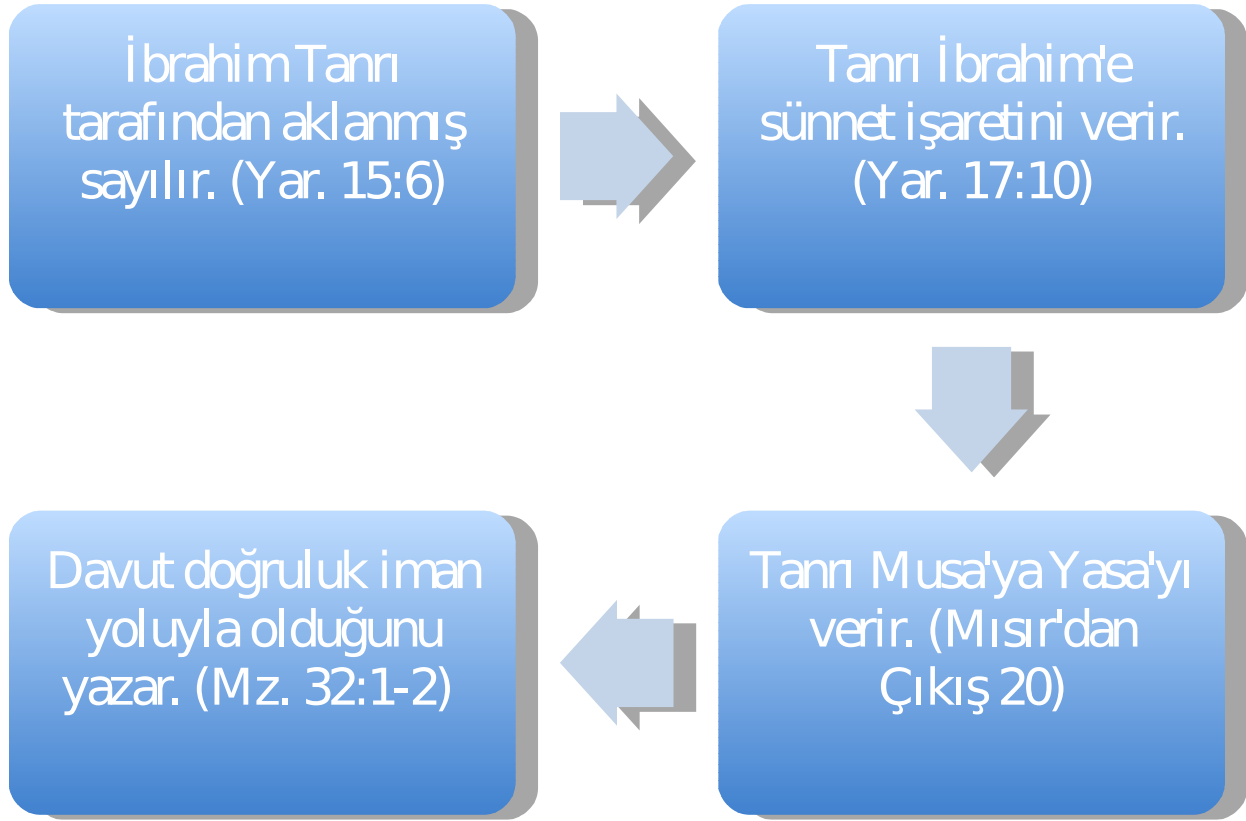 İbrahim Tanrı
tarafından aklanmış
sayılır. (Yar. 15:6)
Tanrı İbrahim'e
sünnet işaretini verir.
(Yar. 17:10)
Tanrı Musa'ya Yasa'yı
verir. (Mısır'dan
Çıkış 20)
Davut doğruluk iman
yoluyla olduğunu
yazar. (Mz. 32:1-2)